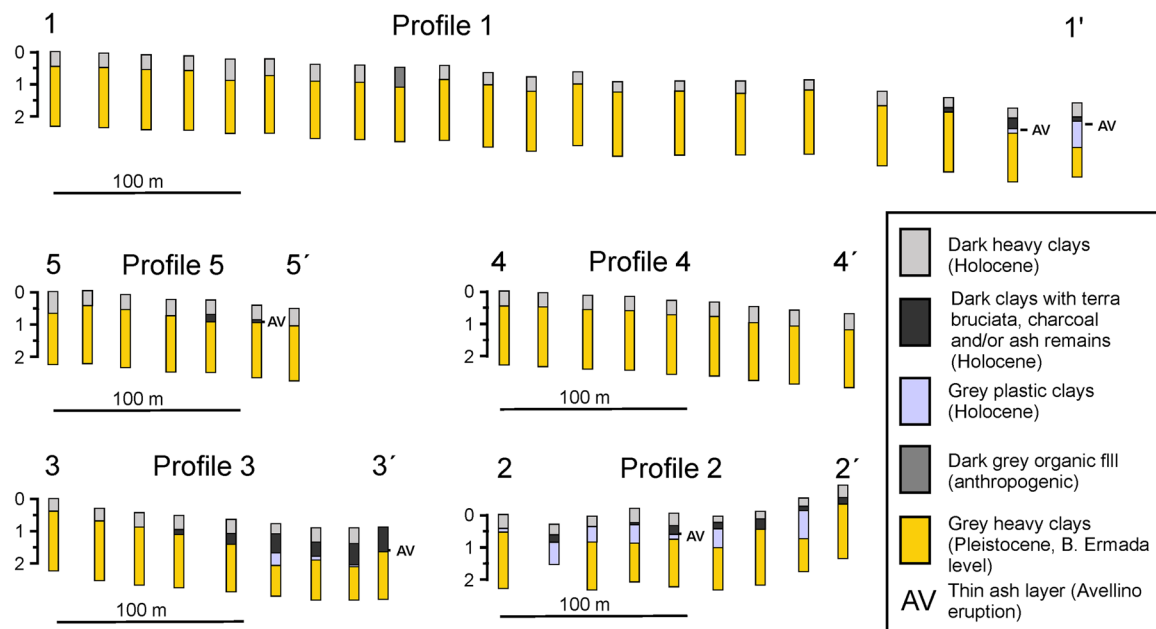 1
Profile 1
1'
0
1
2
AV
AV
100 m
5
Profile 5
5´
0
1
2
AV
100 m
4
Profile 4
4´
0
1
2
100 m
3
Profile 3
3´
0
1
2
AV
100 m
2
Profile 2
2´
0
1
2
AV
100 m
Dark heavy clays
(Holocene)
Dark clays with terra
bruciata, charcoal
and/or ash remains
(Holocene)
Grey plastic clays
(Holocene)
Dark grey organic fIll
(anthropogenic)
Grey heavy clays
(Pleistocene, B. Ermada
level)
AV Thin ash layer (Avellino
eruption)